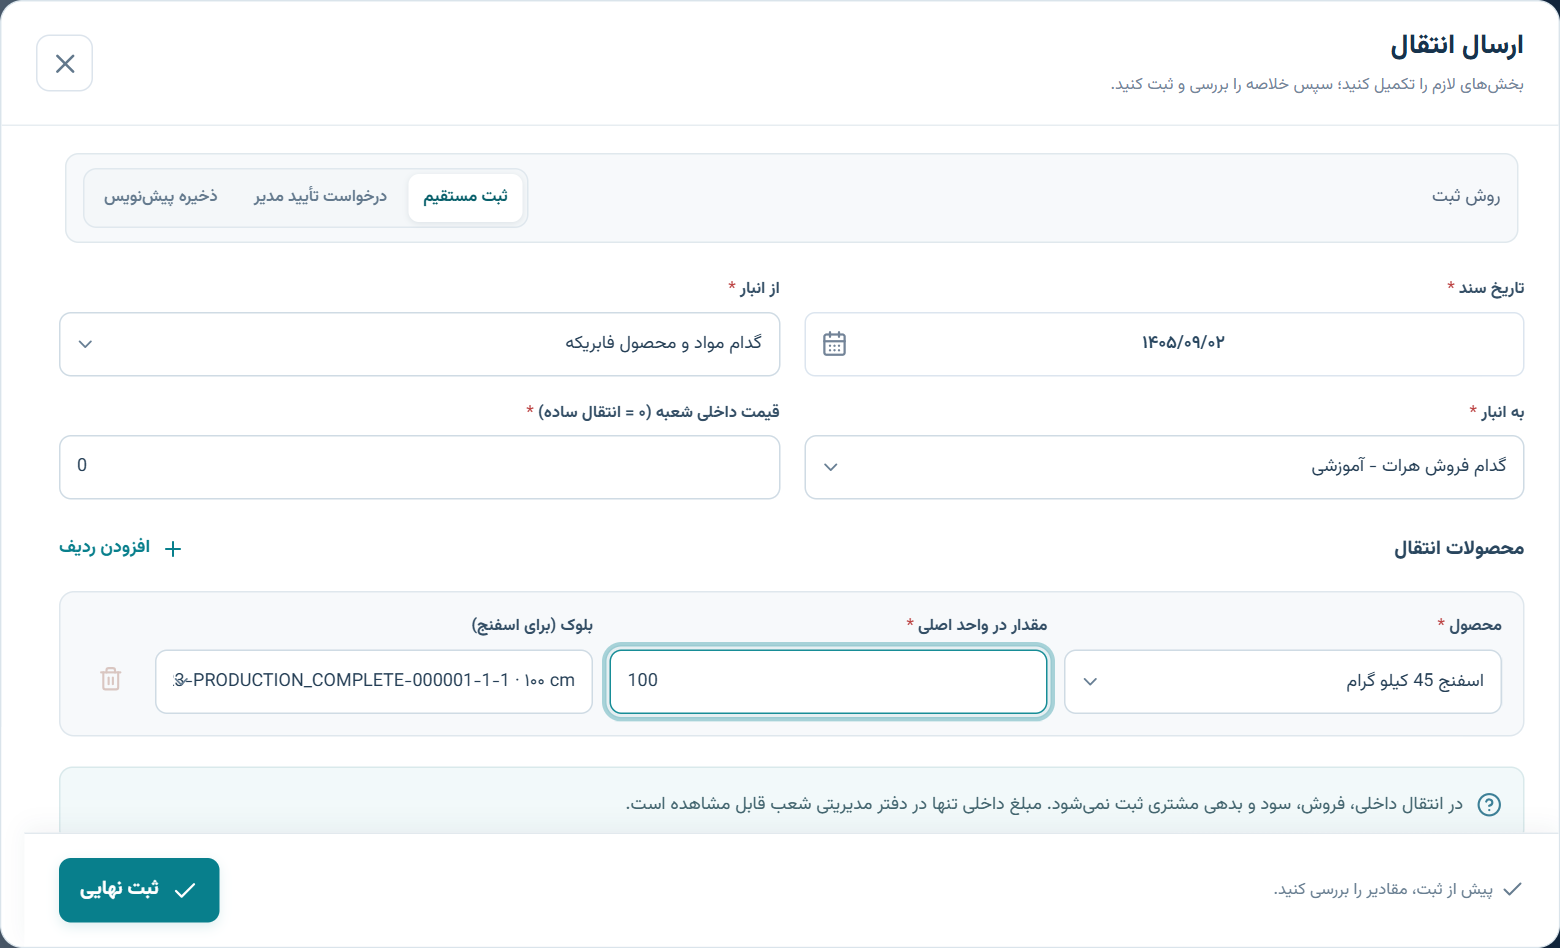 ارسال انتقال
بخش‌های لازم را تکمیل کنید؛ سپس خلاصه را بررسی و ثبت کنید.
روش ثبت
ثبت مستقیم
درخواست تأیید مدیر
ذخیره پیش‌نویس
تاریخ سند *
از انبار *
۱۴۰۵/۰۹/۰۲
گدام مواد و محصول فابریکه
به انبار *
قیمت داخلی شعبه (۰ = انتقال ساده) *
گدام فروش هرات - آموزشی
0
محصولات انتقال
افزودن ردیف
محصول *
مقدار در واحد اصلی *
بلوک (برای اسفنج)
اسفنج 45 کیلو گرام
100
3-PRODUCTION_COMPLETE-000001-1-1 · ۱۰۰ cm
در انتقال داخلی، فروش، سود و بدهی مشتری ثبت نمی‌شود. مبلغ داخلی تنها در دفتر مدیریتی شعب قابل مشاهده است.
پیش از ثبت، مقادیر را بررسی کنید.
ثبت نهایی